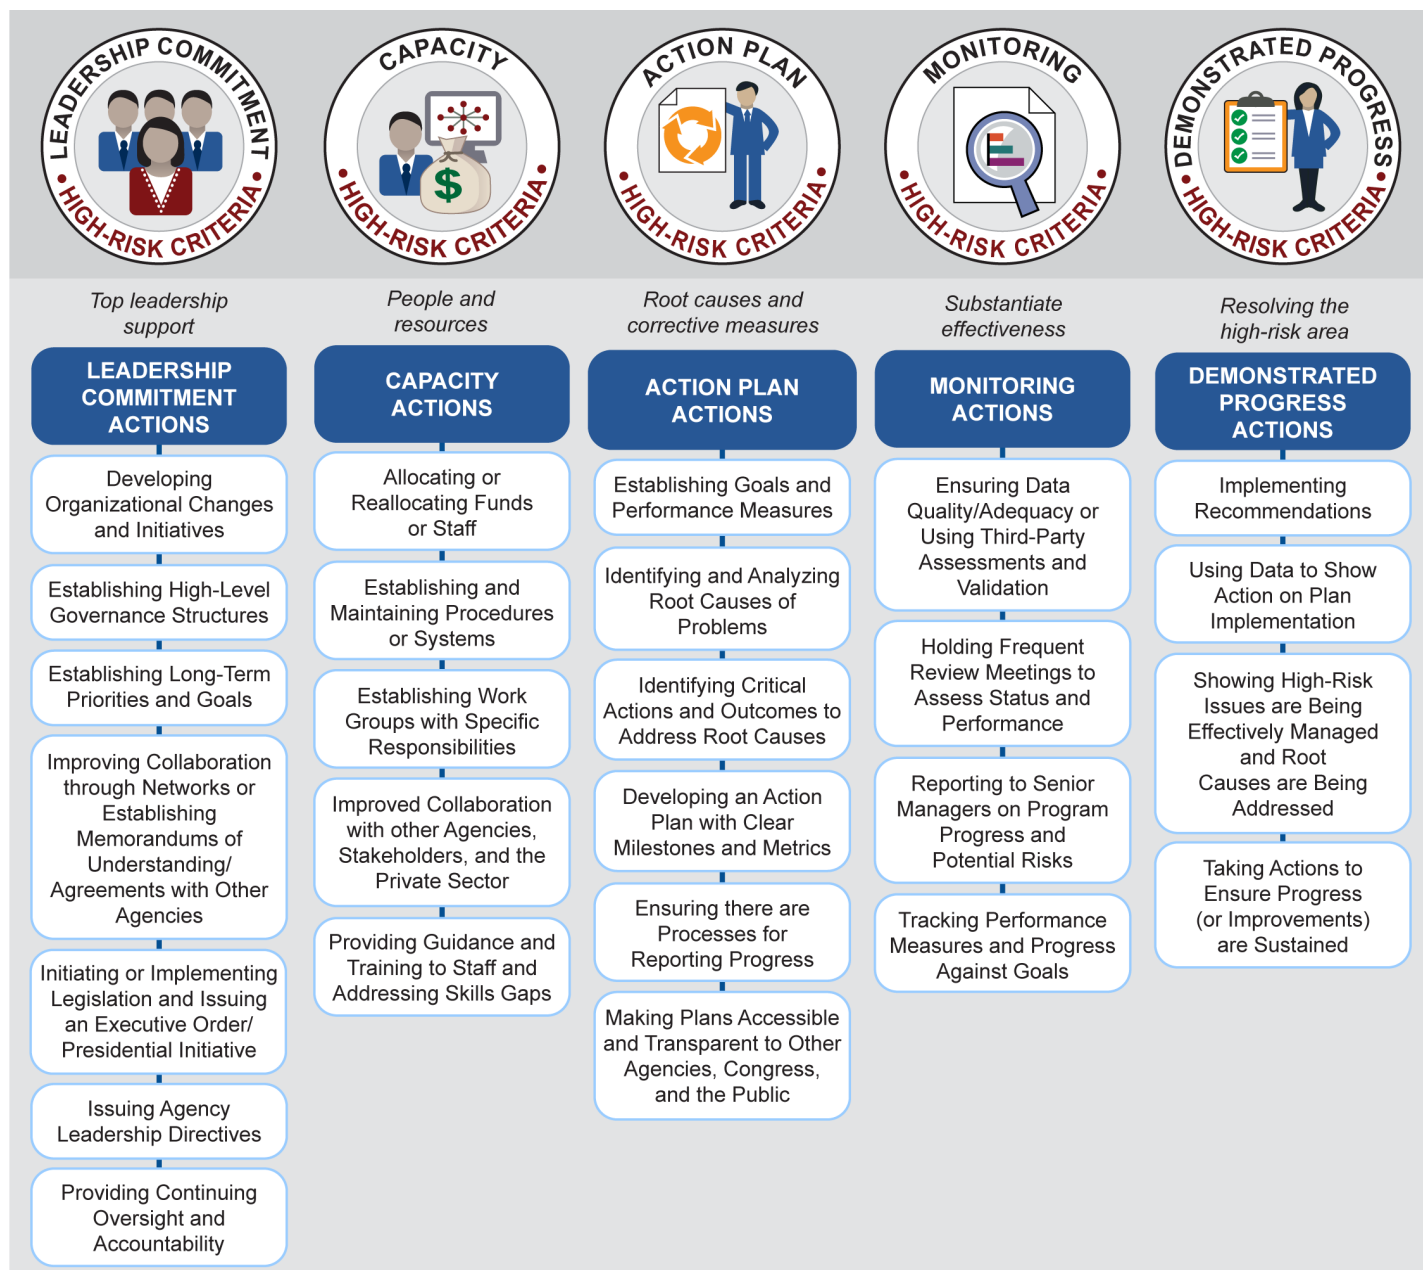 LEADERSHIP COMMITMENT
HIGH-RISK CRITERIA
CAPACITY
$
HIGH-RISK CRITERIA
ACTION PLAN
HIGH-RISK CRITERIA
MONITORING
HIGH-RISK CRITERIA
DEMONSTRATED PROGRESS
HIGH-RISK CRITERIA
Top leadership
support
LEADERSHIP
COMMITMENT
ACTIONS
Developing
Organizational Changes
and Initiatives
Establishing High-Level
Governance Structures
Establishing Long-Term
Priorities and Goals
Improving Collaboration
through Networks or
Establishing
Memorandums of
Understanding/
Agreements with Other
Agencies
Initiating or Implementing
Legislation and Issuing
an Executive Order/
Presidential Initiative
Issuing Agency
Leadership Directives
Providing Continuing
Oversight and
Accountability
People and
resources
CAPACITY
ACTIONS
Allocating or
Reallocating Funds
or Staff
Establishing and
Maintaining Procedures
or Systems
Establishing Work
Groups with Specific
Responsibilities
Improved Collaboration
with other Agencies,
Stakeholders, and the
Private Sector
Providing Guidance and
Training to Staff and
Addressing Skills Gaps
Root causes and
corrective measures
ACTION PLAN
ACTIONS
Establishing Goals and
Performance Measures
Identifying and Analyzing
Root Causes of
Problems
Identifying Critical
Actions and Outcomes to
Address Root Causes
Developing an Action
Plan with Clear
Milestones and Metrics
Ensuring there are
Processes for
Reporting Progress
Making Plans Accessible
and Transparent to Other
Agencies, Congress,
and the Public
Substantiate
effectiveness
MONITORING
ACTIONS
Ensuring Data
Quality/Adequacy or
Using Third-Party
Assessments and
Validation
Holding Frequent
Review Meetings to
Assess Status and
Performance
Reporting to Senior
Managers on Program
Progress and
Potential Risks
Tracking Performance
Measures and Progress
Against Goals
Resolving the
high-risk area
DEMONSTRATED
PROGRESS
ACTIONS
Implementing
Recommendations
Using Data to Show
Action on Plan
Implementation
Showing High-Risk
Issues are Being
Effectively Managed
and Root
Causes are Being
Addressed
Taking Actions to
Ensure Progress
(or Improvements)
are Sustained